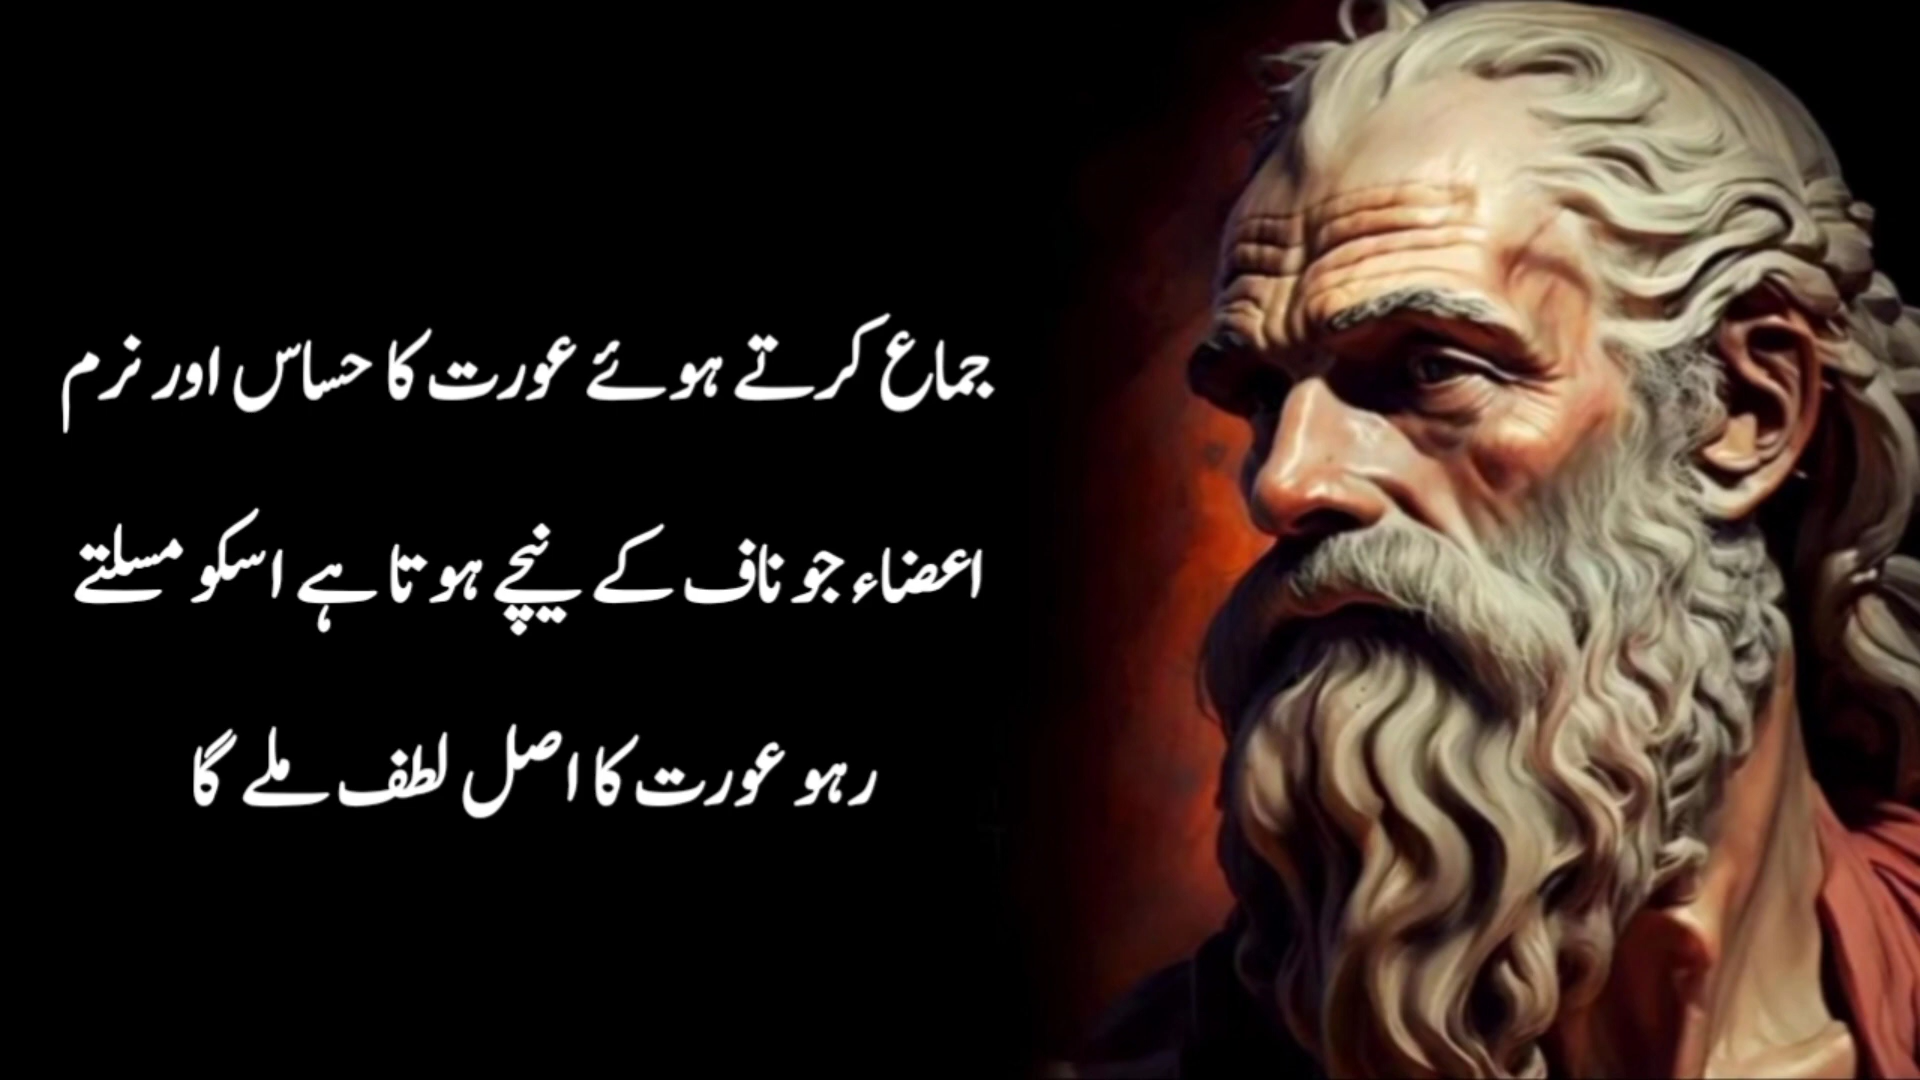 جماع کرتے ہوئے عورت کا حساس اور نرم
اعضاء جو ناف کے نیچے ہوتا ہے اسکو مسلتے
رہو عورت کا اصل لطف ملے گا